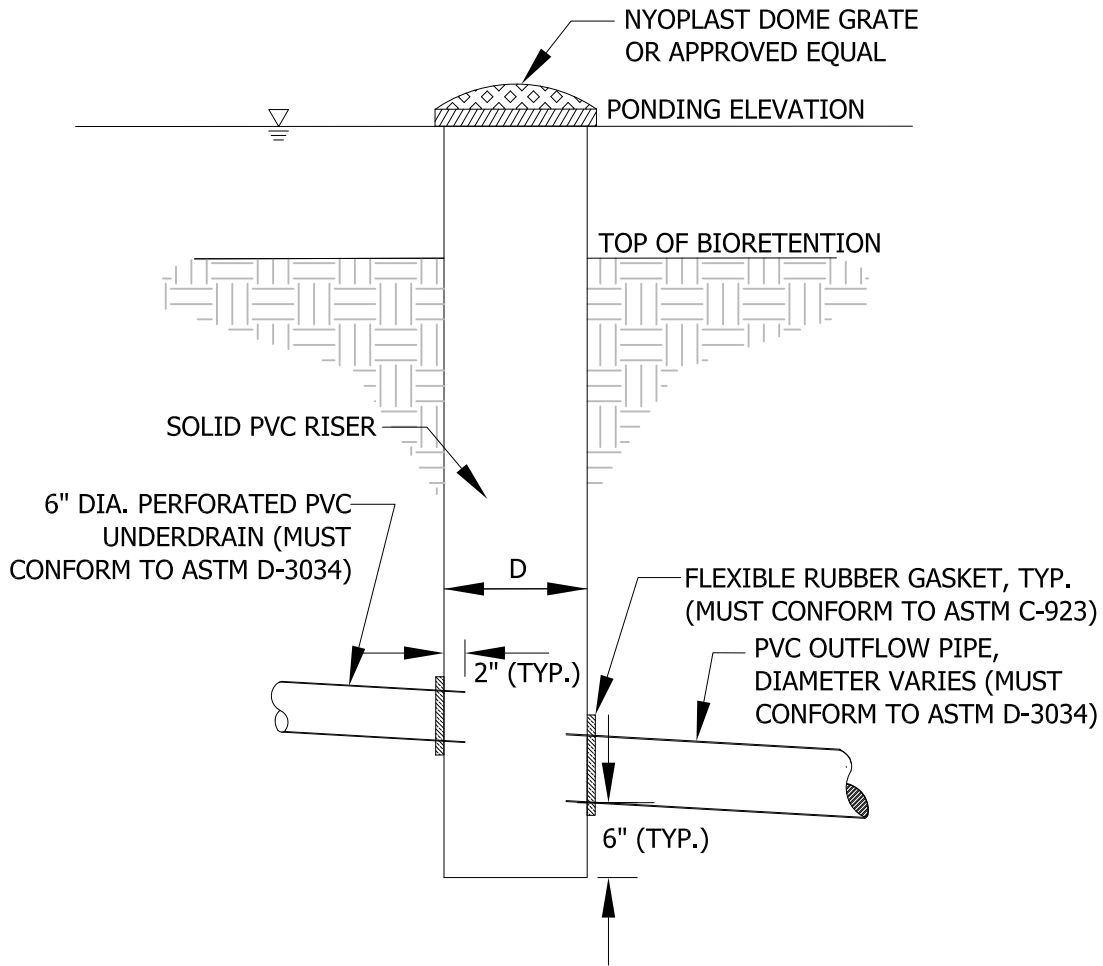 NYOPLAST DOME GRATE
OR APPROVED EQUAL
PONDING ELEVATION
TOP OF BIORETENTION
SOLID PVC RISER
6" DIA. PERFORATED PVC
UNDERDRAIN (MUST
CONFORM TO ASTM D-3034)
D
FLEXIBLE RUBBER GASKET, TYP.
(MUST CONFORM TO ASTM C-923)
2" (TYP.)
PVC OUTFLOW PIPE,
DIAMETER VARIES (MUST
CONFORM TO ASTM D-3034)
6" (TYP.)